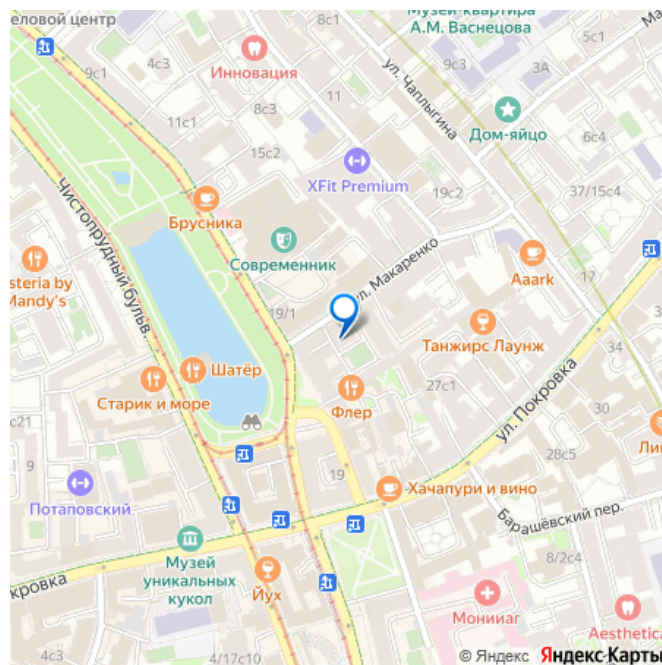 еловой центр
8с1
Музей-квартира
А.М. Васнецова
5с1
Ма
9с1
4с3
Инновация
9с3
3А
ул. Чаплыгина
8с3
11
11с1
Дом-яйцо
6с4
15с2
XFit Premium
19с2
37/15с4
Чистопрудный бульв.
Брусника
Современник
ул. Макаренко
steria by
Mandy's
Aaark
17
19/1
Танжирс Лаунж
34
Шатёр
Старик и море
Флер
27с1
ул. Покровка
30
с21
9
19
28с5
Ли
Потаповский
Хачапури и вино
Барашёвский пер.
Музей
уникальных
кукол
8/2с4
кровка
Йух
Мониiаг
Aesthetica
4с3
4/17с10
© Яндекс Яндекс Карты